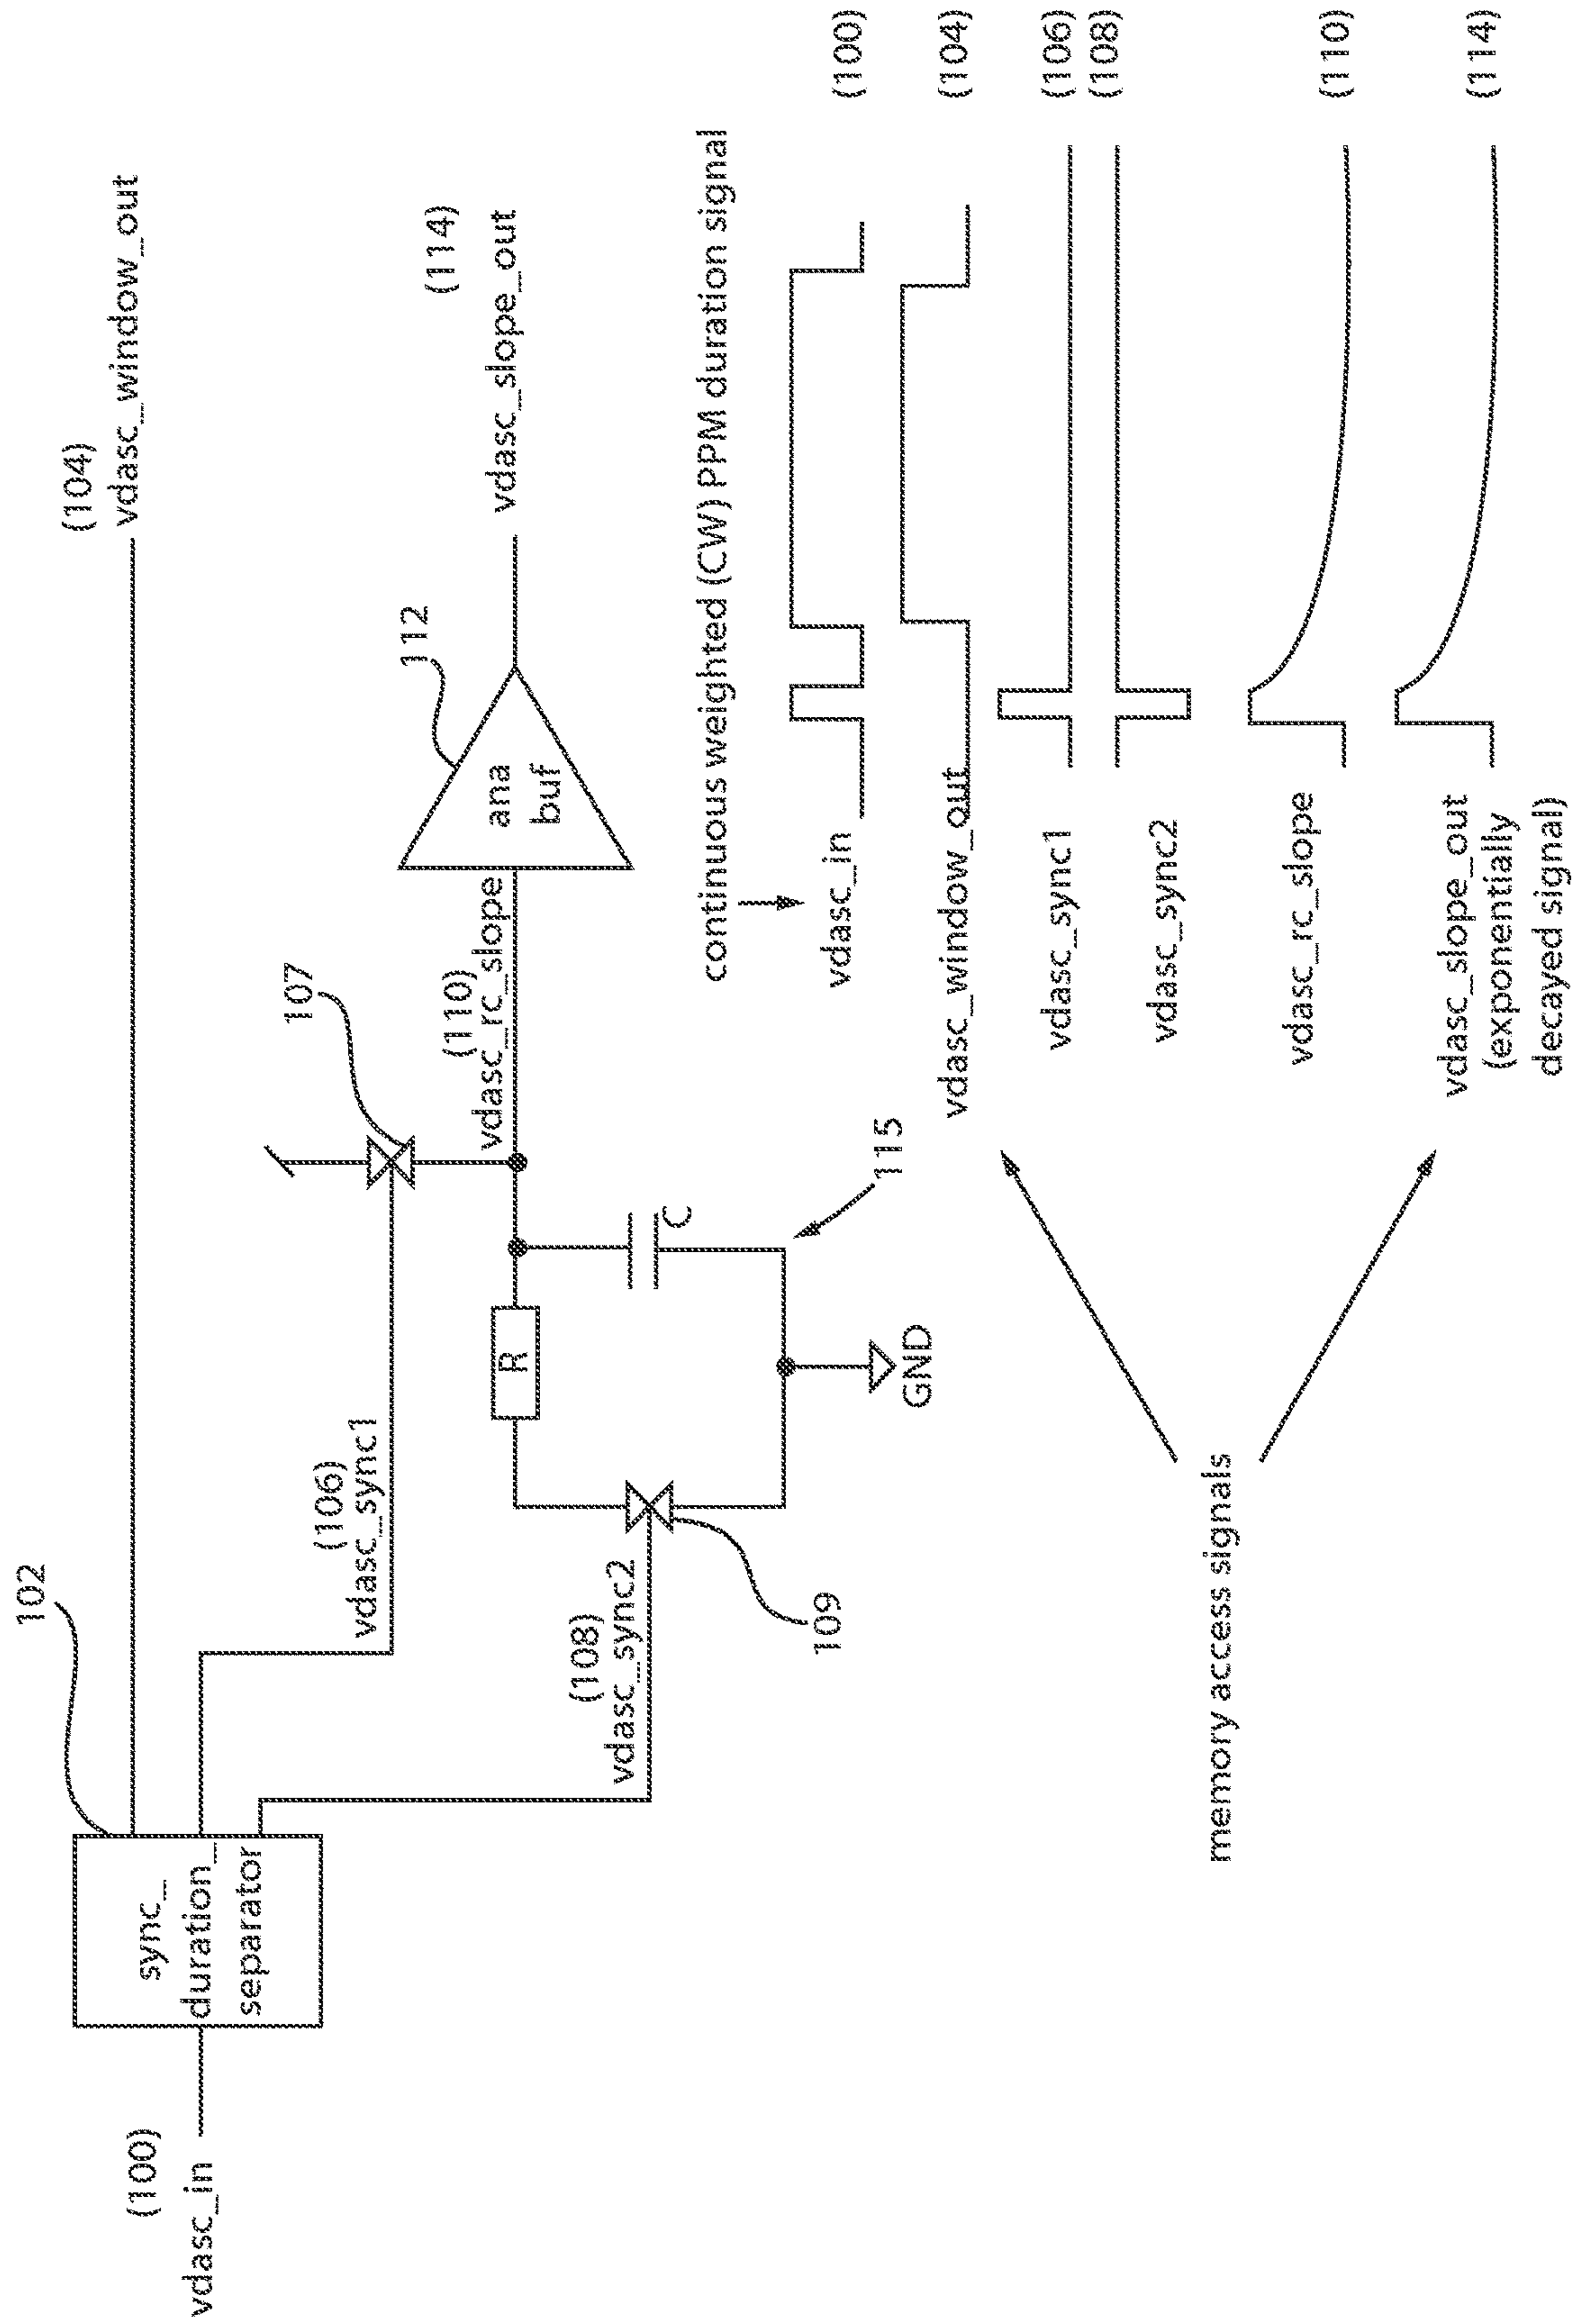 (104)
vdasc_window_out
102
(100)
vdasc_in
sync_
duration_
separator
(106)
vdasc_sync1
107
(108)
vdasc_sync2
109
R
C
115
GND
(110)
vdasc_rc_slope
112
ana
buf
(114)
vdasc_slope_out
continuous weighted (CW) PPM duration signal
vdasc_in
(100)
vdasc_window_out
(104)
vdasc_sync1
(106)
vdasc_sync2
(108)
vdasc_rc_slope
(110)
vdasc_slope_out
(exponentially
decayed signal)
(114)
memory access signals